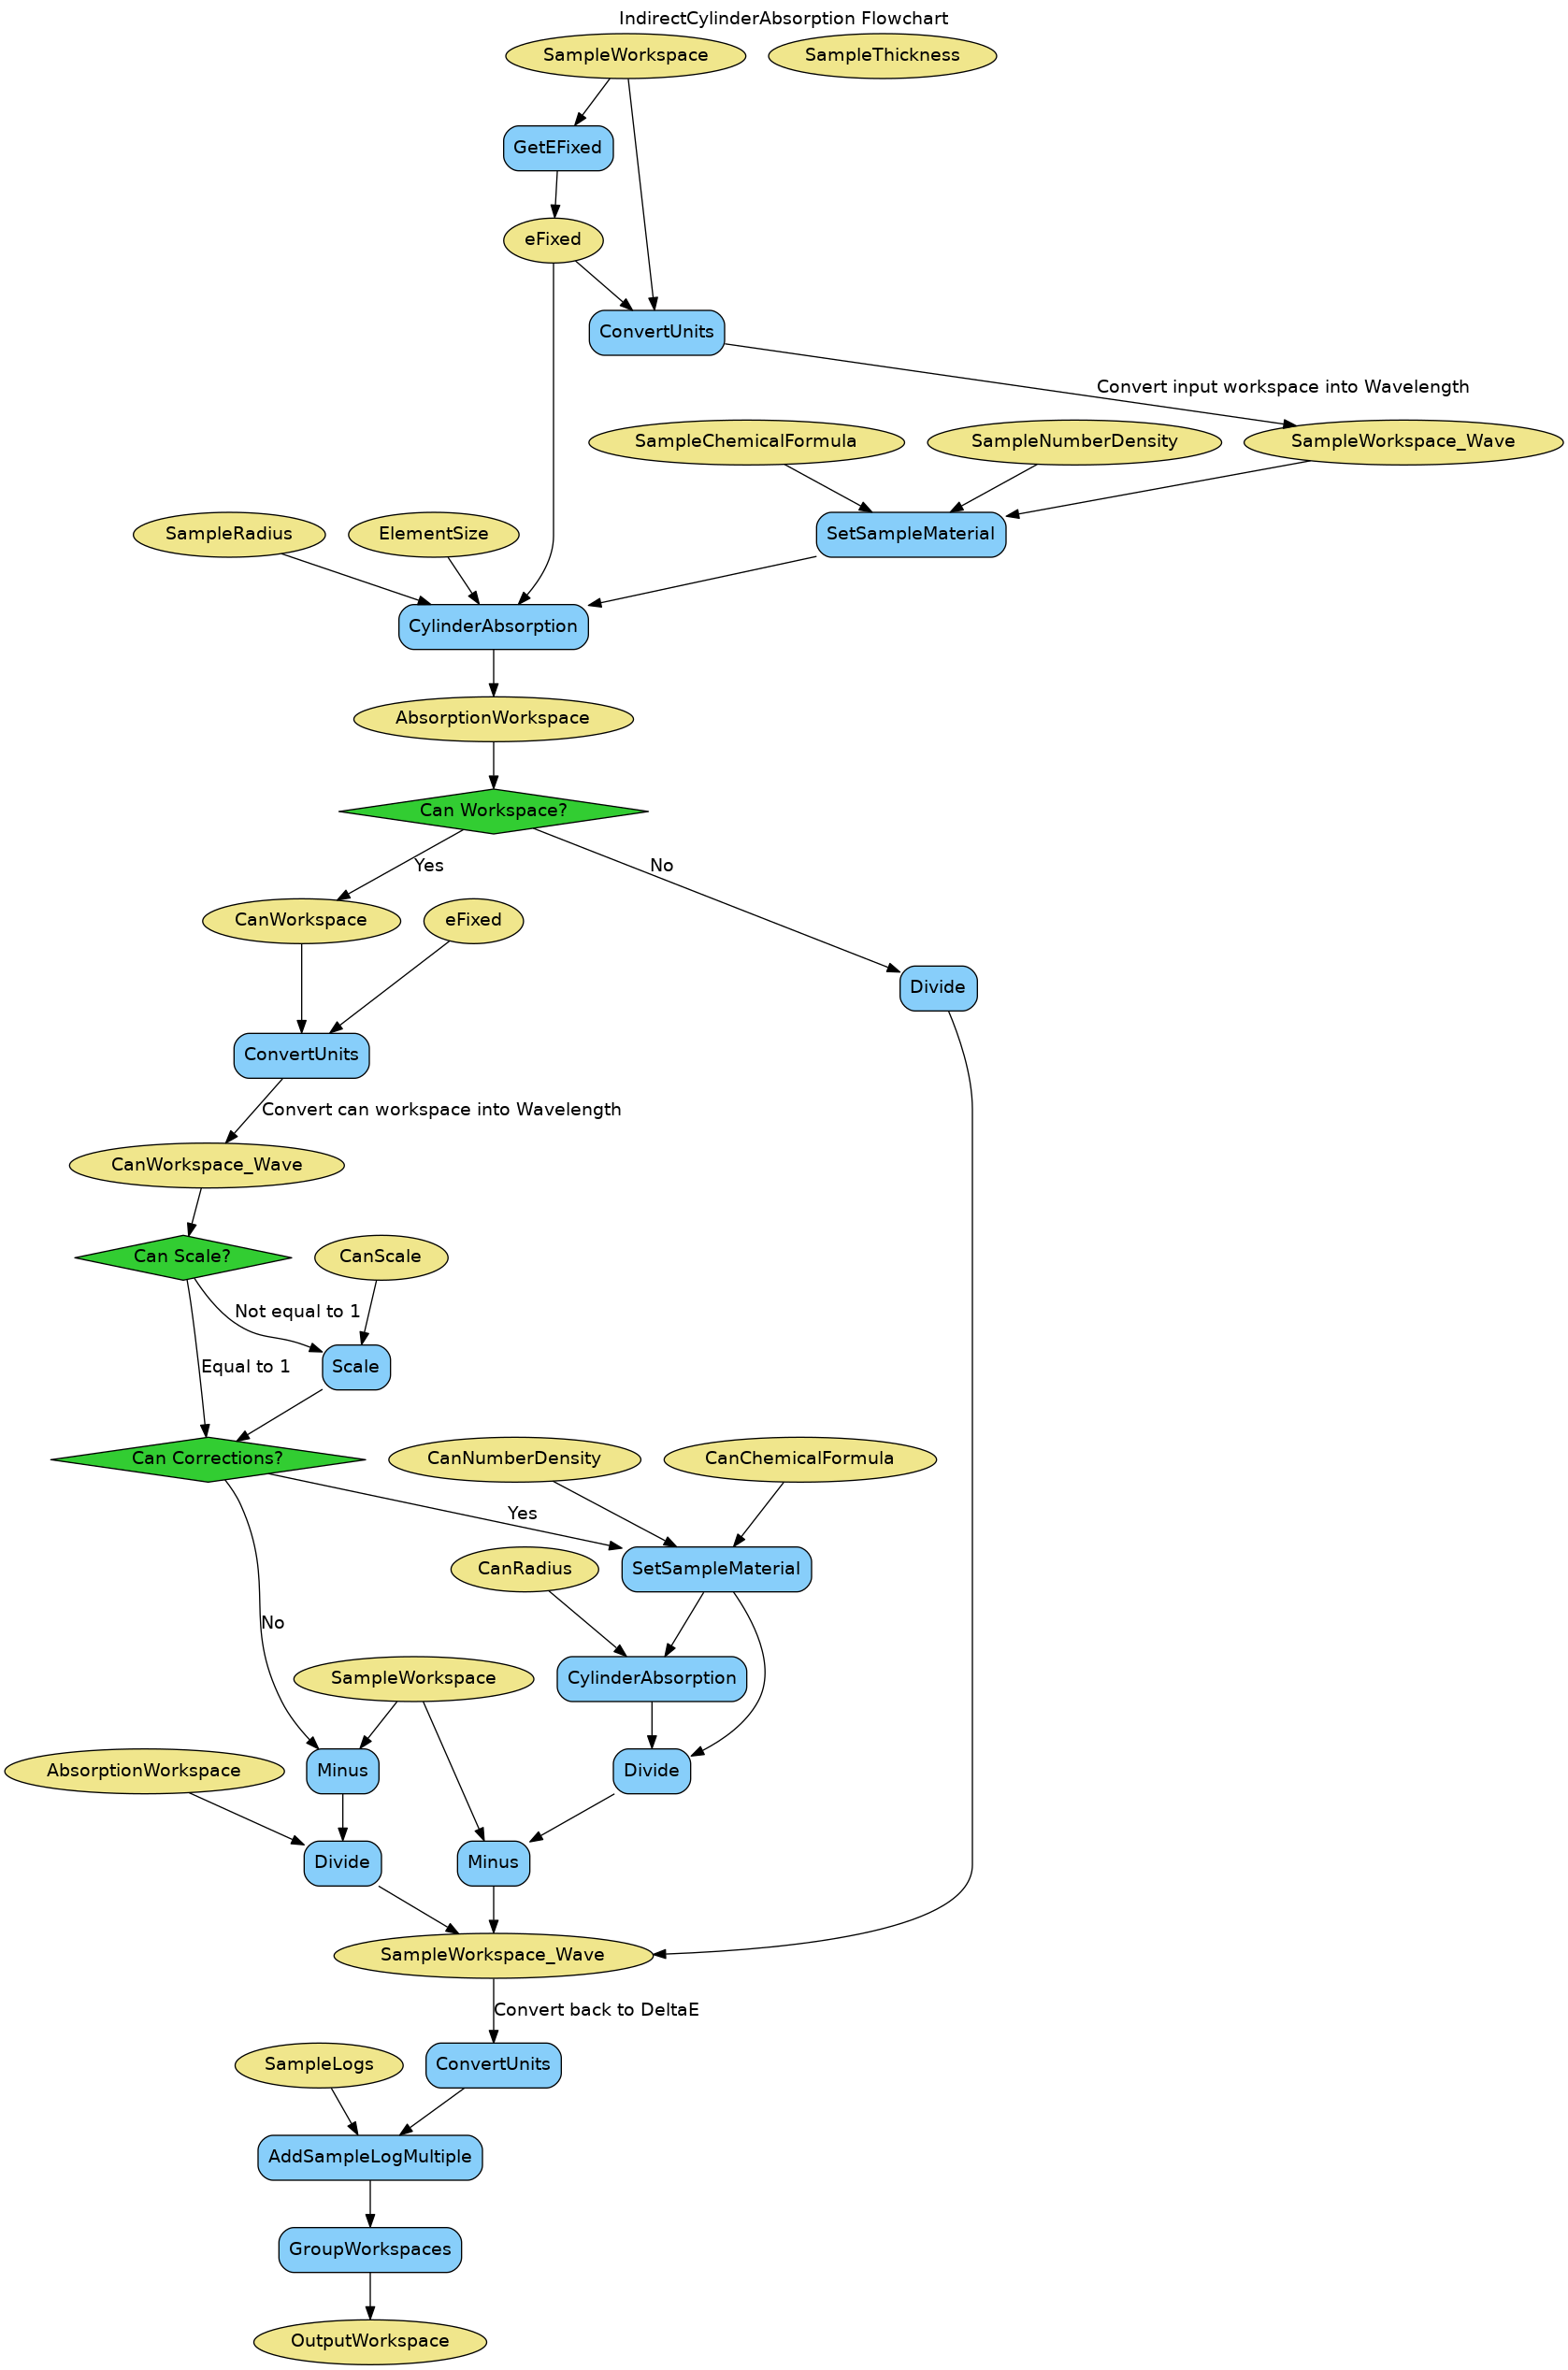 IndirectCylinderAbsorption Flowchart
SampleWorkspace
SampleThickness
GetEFixed
eFixed
ConvertUnits
Convert input workspace into Wavelength
SampleChemicalFormula
SampleNumberDensity
SampleWorkspace_Wave
SampleRadius
ElementSize
SetSampleMaterial
CylinderAbsorption
AbsorptionWorkspace
Can Workspace?
Yes
No
CanWorkspace
eFixed
Divide
ConvertUnits
Convert can workspace into Wavelength
CanWorkspace_Wave
Can Scale?
CanScale
Not equal to 1
Equal to 1
Scale
Can Corrections?
CanNumberDensity
CanChemicalFormula
Yes
CanRadius
SetSampleMaterial
No
SampleWorkspace
CylinderAbsorption
AbsorptionWorkspace
Minus
Divide
Divide
Minus
SampleWorkspace_Wave
Convert back to DeltaE
SampleLogs
ConvertUnits
AddSampleLogMultiple
GroupWorkspaces
OutputWorkspace